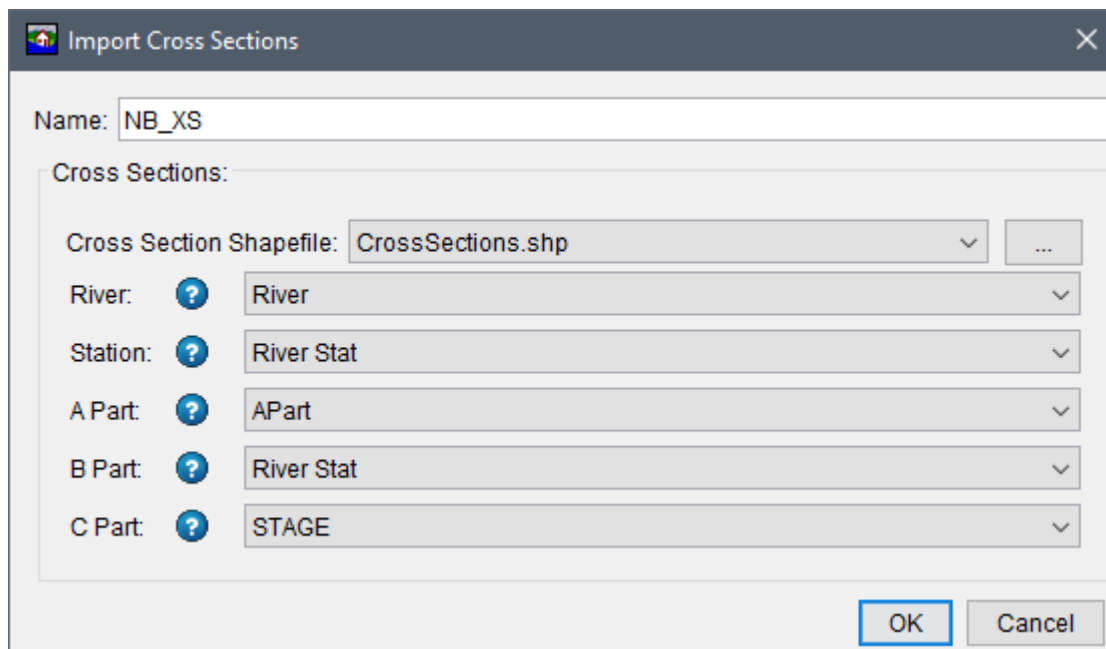 Import Cross Sections
Name: NB_XS
Cross Sections:
Cross Section Shapefile: CrossSections.shp ...
River: ? River
Station: ? River Stat
A Part: ? APart
B Part: ? River Stat
C Part: ? STAGE
OK Cancel